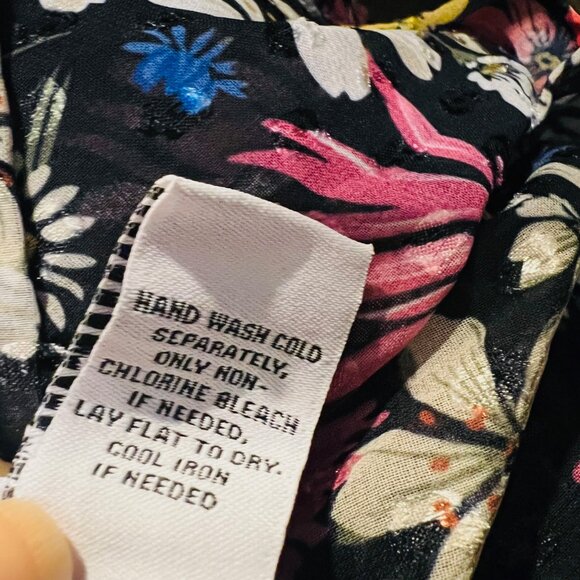 HAND WASH COLD
SEPARATELY,
ONLY NON-
CHLORINE BLEACH
IF NEEDED,
LAY FLAT TO DRY.
COOL IRON
IF NEEDED